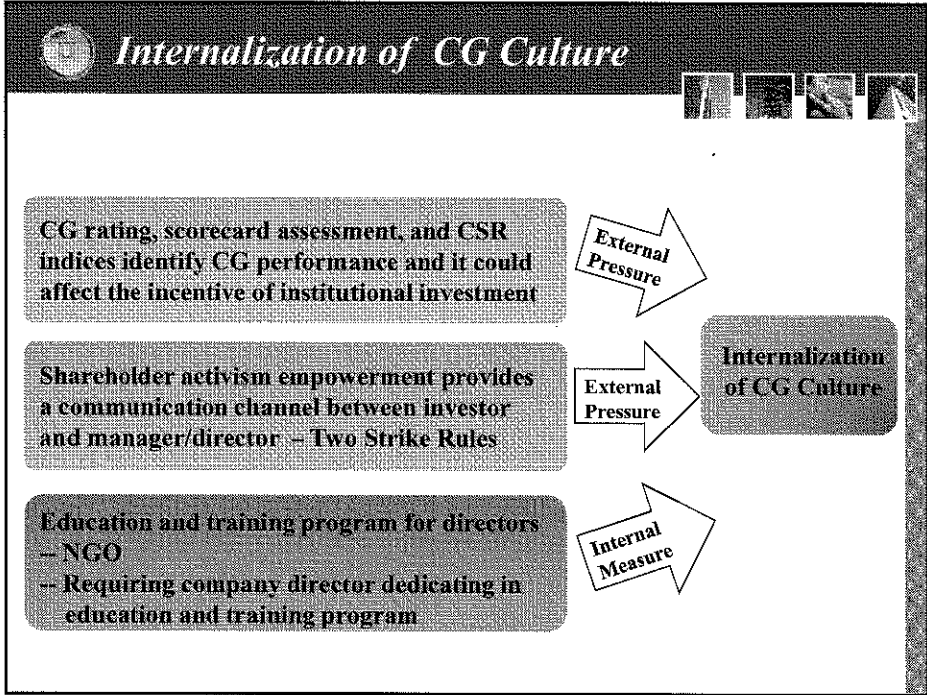 Internalization of CG Culture
CG rating, scorecard assessment, and CSR
indices identify CG performance and it could
affect the incentive of institutional investment
External
Pressure
Shareholder activism empowerment provides
a communication channel between investor
and manager/director – Two Strike Rules
External
Pressure
Internalization
of CG Culture
Education and training program for directors
-- NGO
-- Requiring company director dedicating in
education and training program
Internal
Measure